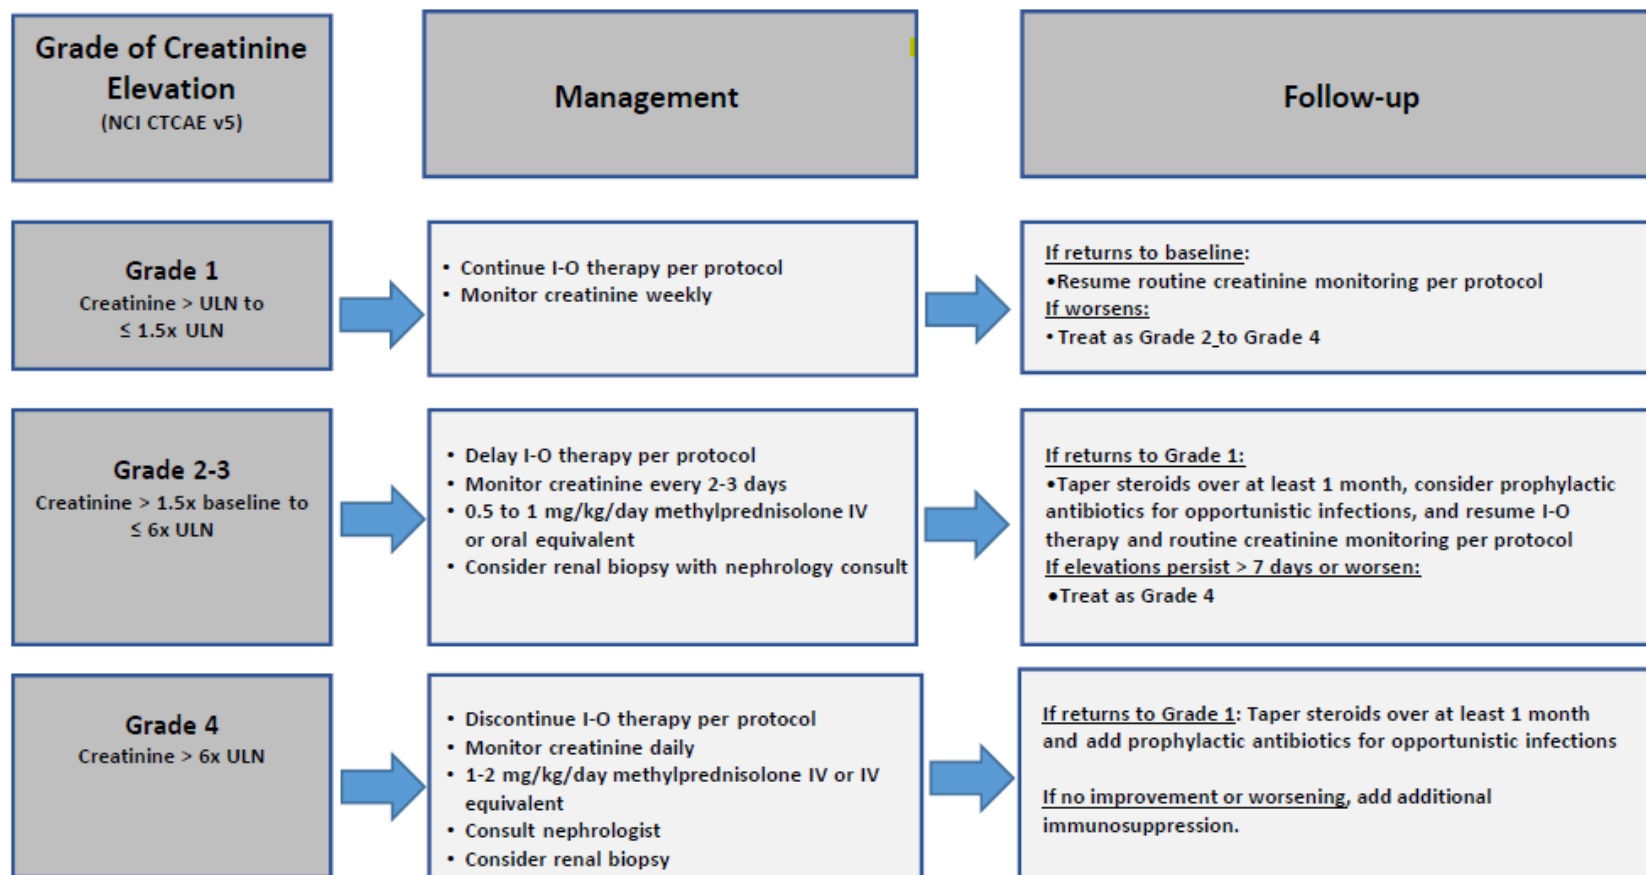 Grade of Creatinine
Elevation
(NCI CTCAE v5)
Management
Follow-up
Grade 1
Creatinine > ULN to
≤ 1.5x ULN
• Continue I-O therapy per protocol
• Monitor creatinine weekly
If returns to baseline:
•Resume routine creatinine monitoring per protocol
If worsens:
• Treat as Grade 2 to Grade 4
Grade 2-3
Creatinine > 1.5x baseline to
≤ 6x ULN
• Delay I-O therapy per protocol
• Monitor creatinine every 2-3 days
• 0.5 to 1 mg/kg/day methylprednisolone IV
or oral equivalent
• Consider renal biopsy with nephrology consult
If returns to Grade 1:
•Taper steroids over at least 1 month, consider prophylactic
antibiotics for opportunistic infections, and resume I-O
therapy and routine creatinine monitoring per protocol
If elevations persist > 7 days or worsen:
•Treat as Grade 4
Grade 4
Creatinine > 6x ULN
• Discontinue I-O therapy per protocol
• Monitor creatinine daily
• 1-2 mg/kg/day methylprednisolone IV or IV
equivalent
• Consult nephrologist
• Consider renal biopsy
If returns to Grade 1: Taper steroids over at least 1 month
and add prophylactic antibiotics for opportunistic infections
If no improvement or worsening, add additional
immunosuppression.